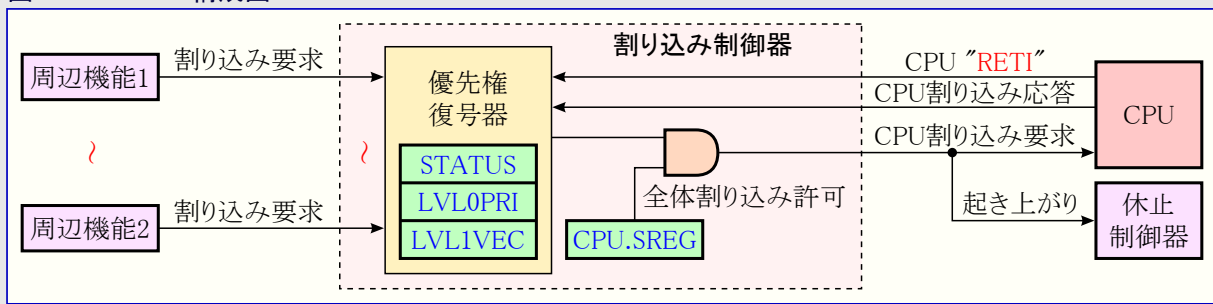 割り込み制御器
周辺機能1
割り込み要求
優先権
復号器
STATUS
LVL0PRI
LVL1VEC
周辺機能2
割り込み要求
CPU "RETI"
CPU割り込み応答
CPU割り込み要求
CPU
全体割り込み許可
CPU.SREG
起き上がり
休止
制御器